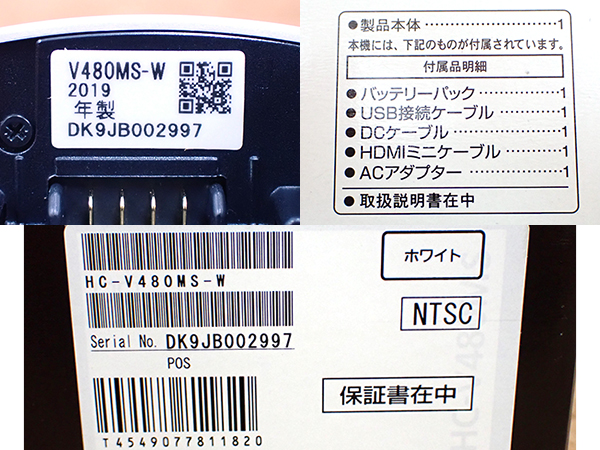 V480MS-W
2019
年製
DK9JB002997
●製品本体……………………1
本機には、下記のものが付属されています。
付属品明細
●バッテリーパック…………1
●USB接続ケーブル…………1
●DCケーブル…………………1
●HDMIミニケーブル…………1
●ACアダプター………………1
●取扱説明書在中
ホワイト
HC-V480MS-W
NTSC
Serial No. DK9JB002997
POS
保証書在中
T4549077811820